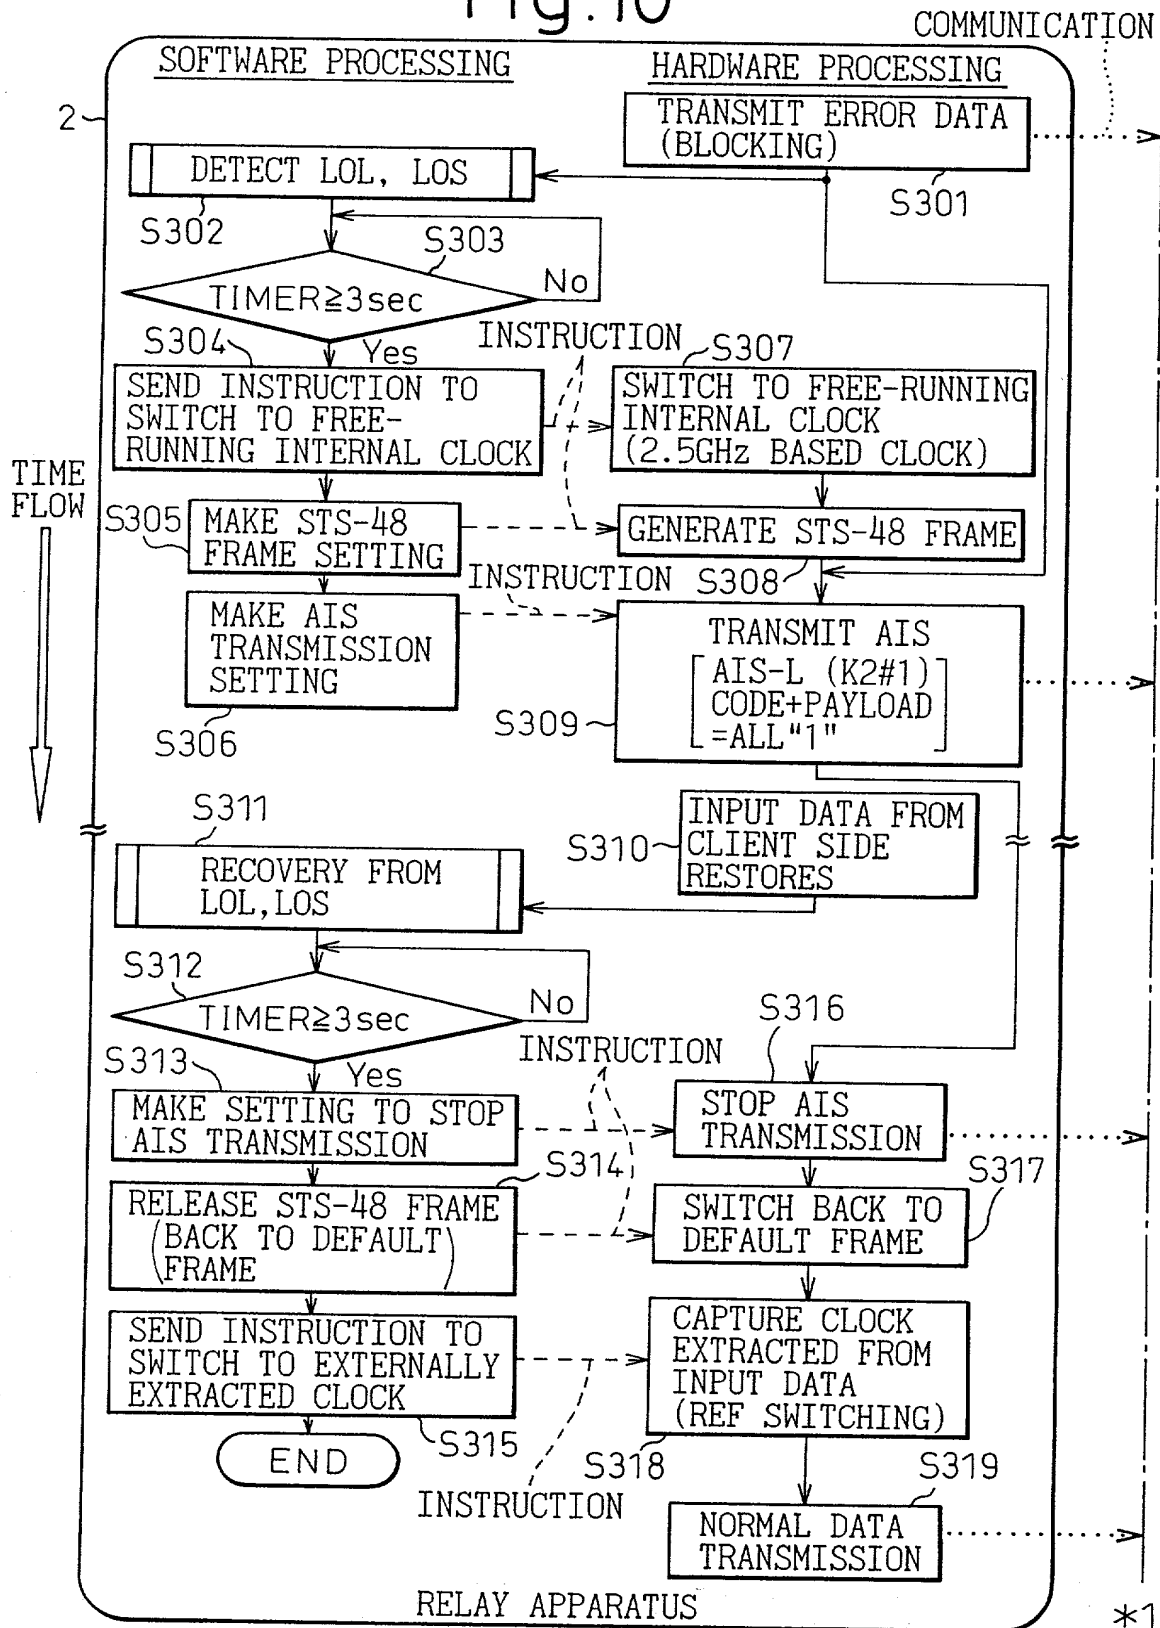 Fig.10
COMMUNICATION
SOFTWARE PROCESSING
HARDWARE PROCESSING
2
TRANSMIT ERROR DATA
(BLOCKING)
S301
DETECT LOL, LOS
S302
S303
TIMER≧3sec
No
Yes
S304
INSTRUCTION
S307
SEND INSTRUCTION TO
SWITCH TO FREE-
RUNNING INTERNAL CLOCK
SWITCH TO FREE-RUNNING
INTERNAL CLOCK
(2.5GHz BASED CLOCK)
TIME
FLOW
S305
MAKE STS-48
FRAME SETTING
GENERATE STS-48 FRAME
S308
INSTRUCTION
MAKE AIS
TRANSMISSION
SETTING
S306
TRANSMIT AIS
[AIS-L (K2#1)
CODE+PAYLOAD
=ALL"1"]
S309
S311
INPUT DATA FROM
CLIENT SIDE
RESTORES
S310
RECOVERY FROM
LOL,LOS
S312
TIMER≧3sec
No
Yes
S313
INSTRUCTION
S316
MAKE SETTING TO STOP
AIS TRANSMISSION
STOP AIS
TRANSMISSION
S314
S317
RELEASE STS-48 FRAME
(BACK TO DEFAULT
FRAME)
SWITCH BACK TO
DEFAULT FRAME
SEND INSTRUCTION TO
SWITCH TO EXTERNALLY
EXTRACTED CLOCK
S315
CAPTURE CLOCK
EXTRACTED FROM
INPUT DATA
(REF SWITCHING)
S318
END
INSTRUCTION
S319
NORMAL DATA
TRANSMISSION
RELAY APPARATUS
*1